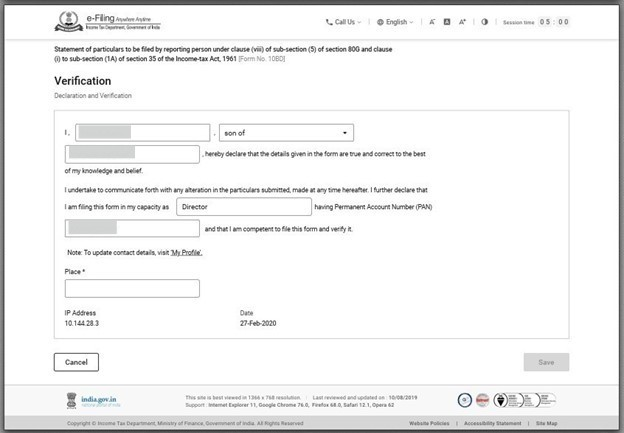 e-Filing Anywhere Anytime
Income Tax Department, Government of India
Call Us
English
A-
A
A+
Session time 0 5 : 0 0
Statement of particulars to be filed by reporting person under clause (viii) of sub-section (5) of section 80G and clause
(i) to sub-section (1A) of section 35 of the Income-tax Act, 1961 [Form No. 10BD]
Verification
Declaration and Verification
I, , son of
, hereby declare that the details given in the form are true and correct to the best
of my knowledge and belief.
I undertake to communicate forth with any alteration in the particulars submitted, made at any time hereafter. I further declare that
I am filing this form in my capacity as Director having Permanent Account Number (PAN)
and that I am competent to file this form and verify it.
Note: To update contact details, visit 'My Profile'.
Place *
IP Address Date
10.144.28.3 27-Feb-2020
Cancel Save
india.gov.in
This site is best viewed in 1366 x 768 resolution | Last reviewed and updated on : 10/08/2019
Support : Internet Explorer 11, Google Chrome 76.0, Firefox 68.0, Safari 12.1, Opera 62
Copyright © Income Tax Department, Ministry of Finance, Government of India. All Rights Reserved
Website Policies | Accessibility Statement | Site Map